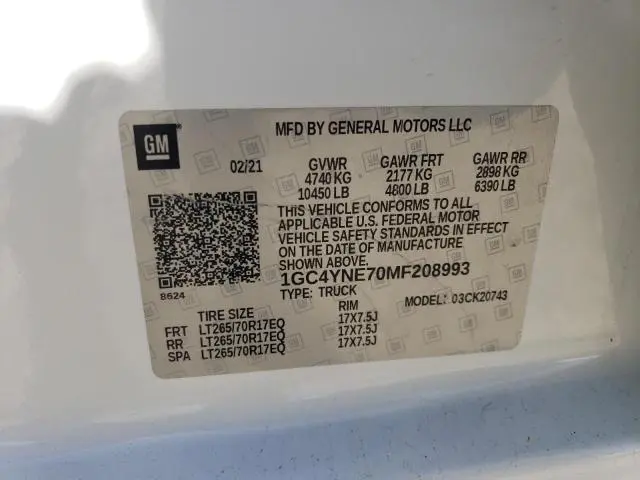 GM
MFD BY GENERAL MOTORS LLC
02/21 GVWR GAWR FRT GAWR RR
4740 KG 2177 KG 2898 KG
10450 LB 4800 LB 6390 LB
THIS VEHICLE CONFORMS TO ALL
APPLICABLE U.S. FEDERAL MOTOR
VEHICLE SAFETY STANDARDS IN EFFECT
ON THE DATE OF MANUFACTURE
1GC4YNE70MF208993
8624 TYPE: TRUCK MODEL: 03CK20743
TIRE SIZE RIM
FRT LT265/70R17EQ 17X7.5J
RR LT265/70R17EQ 17X7.5J
SPA LT265/70R17EQ 17X7.5J